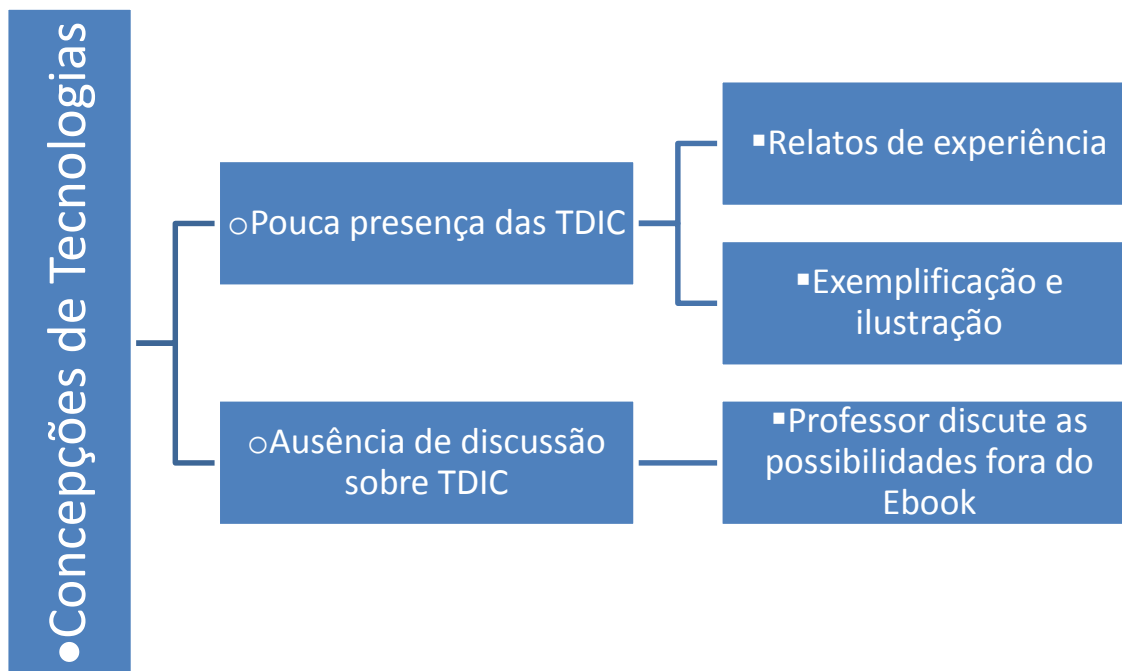 •Concepções de Tecnologias
○Pouca presença das TDIC
▪Relatos de experiência
▪Exemplificação e
ilustração
○Ausência de discussão
sobre TDIC
▪Professor discute as
possibilidades fora do
Ebook